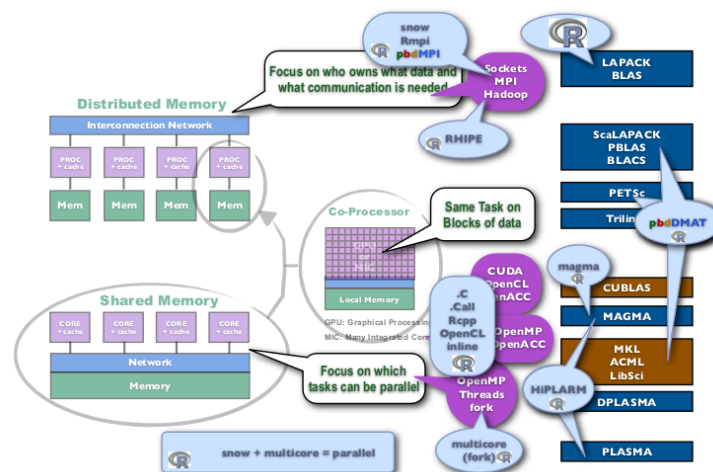 snow
Rmpi
pbdMPI
R
Focus on who owns what data and
what communication is needed
Sockets
MPI
Hadoop
R
LAPACK
BLAS
Distributed Memory
Interconnection Network
PROC
+ cache
PROC
+ cache
PROC
+ cache
PROC
+ cache
Mem
Mem
Mem
Mem
RHIPE
R
ScaLAPACK
PBLAS
BLACS
PETSc
Trilin
pbdDMAT
R
Co-Processor
GPU
or
MIC
Local Memory
GPU: Graphical Processing
MIC: Many Integrated Core
Same Task on
Blocks of data
CUDA
OpenCL
OpenACC
.C
.Call
Rcpp
OpenCL
inline
R
OpenMP
OpenACC
magma
R
CUBLAS
MAGMA
MKL
ACML
LibSci
HiPLARM
R
DPLASMA
PLASMA
Shared Memory
CORE
+ cache
CORE
+ cache
CORE
+ cache
CORE
+ cache
Network
Memory
Focus on which
tasks can be parallel
OpenMP
Threads
fork
multicore
(fork) R
R snow + multicore = parallel